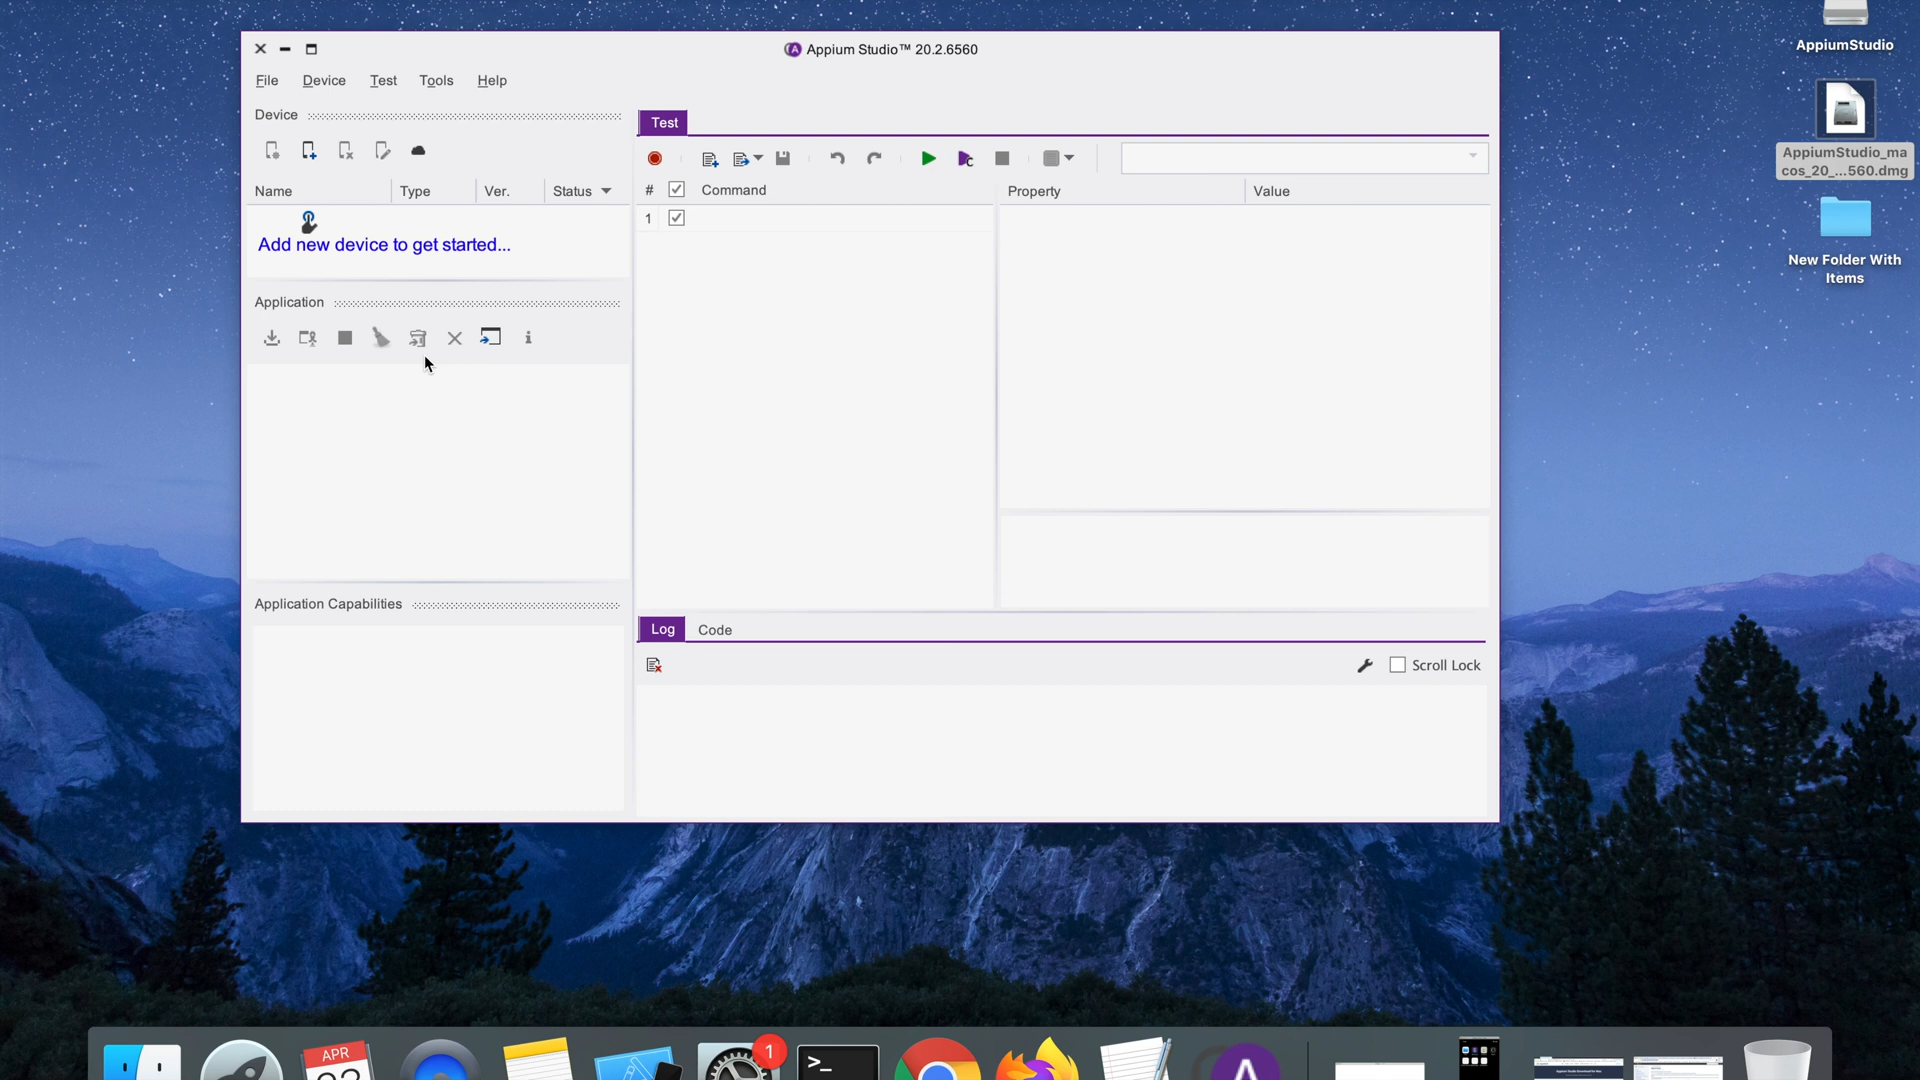 Appium Studio™ 20.2.6560
File Device Test Tools Help
Device
Name Type Ver. Status
Add new device to get started...
Application
i
Application Capabilities
Test
C
# Command
1
Property Value
Log Code
Scroll Lock
AppiumStudio
AppiumStudio_ma
cos_20_...560.dmg
New Folder With
Items
APR
1
>_
A